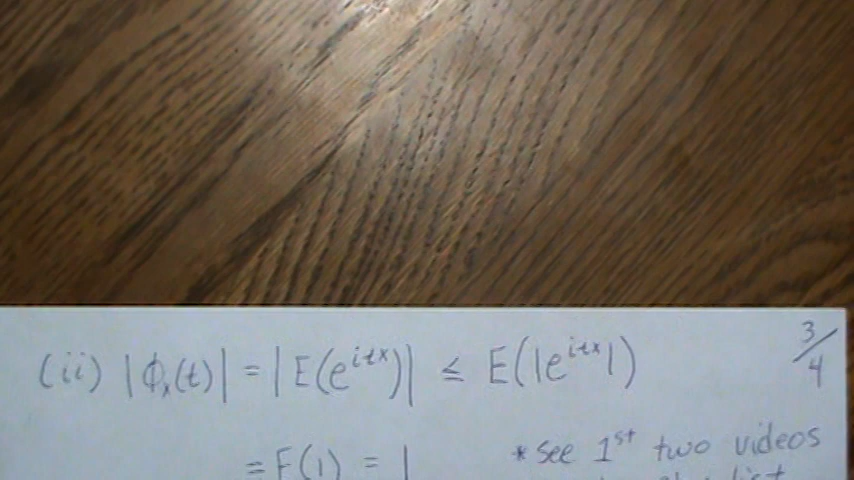 3/4
(ii) |ϕₓ(t)| = |E(e^{itx})| ≤ E(|e^{itx}|)
= E(1) = 1 *see 1st two videos